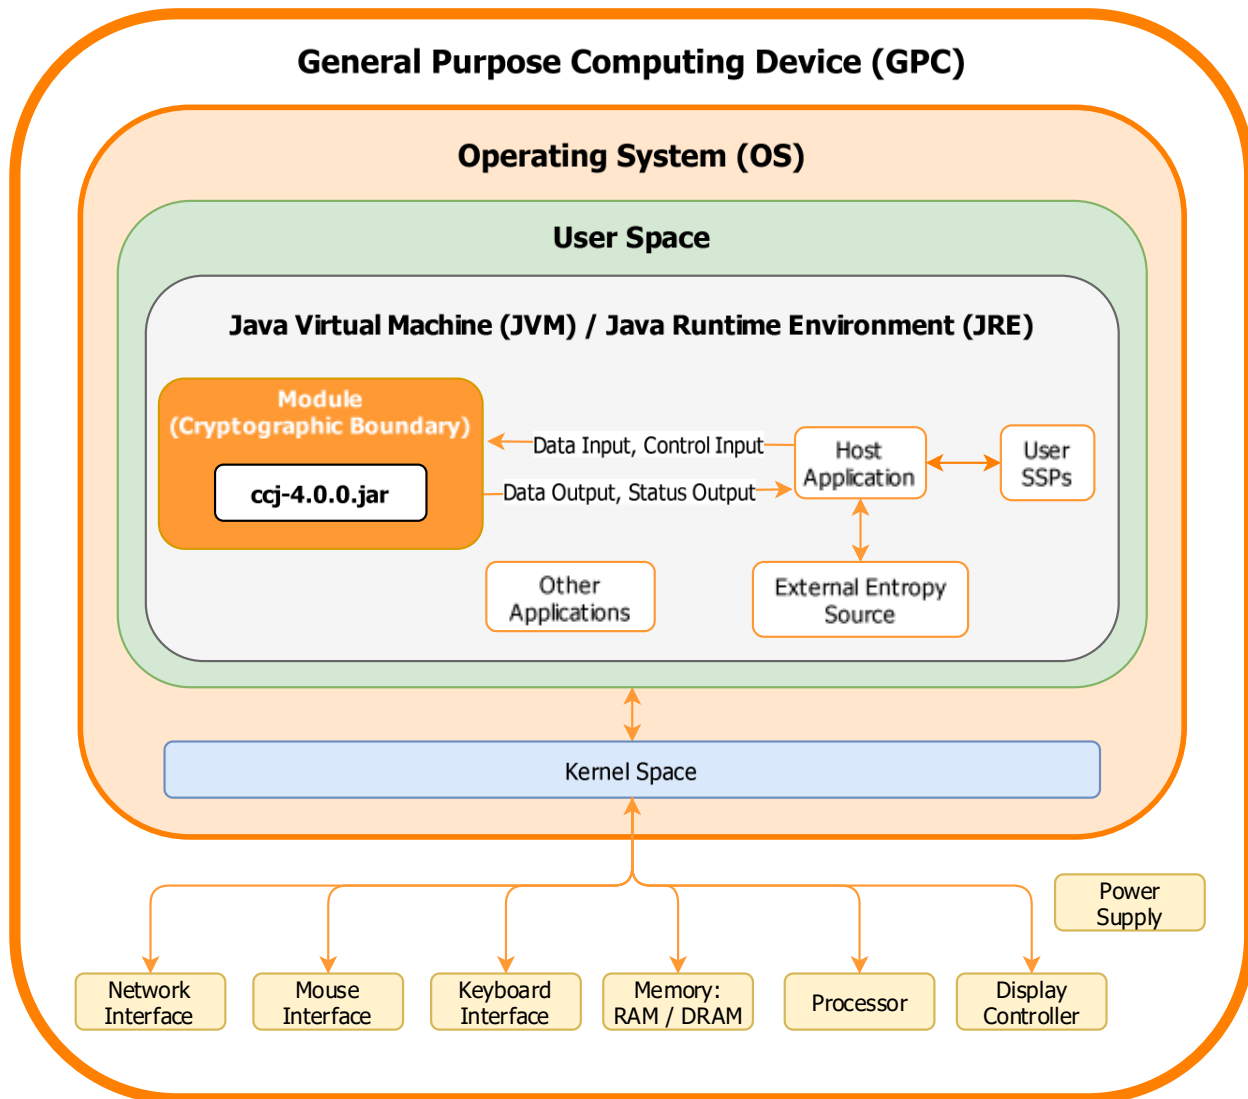 General Purpose Computing Device (GPC)
Operating System (OS)
User Space
Java Virtual Machine (JVM) / Java Runtime Environment (JRE)
Module
(Cryptographic Boundary)
ccj-4.0.0.jar
Data Input, Control Input
Data Output, Status Output
Host
Application
User
SSPs
Other
Applications
External Entropy
Source
Kernel Space
Power
Supply
Network
Interface
Mouse
Interface
Keyboard
Interface
Memory:
RAM / DRAM
Processor
Display
Controller